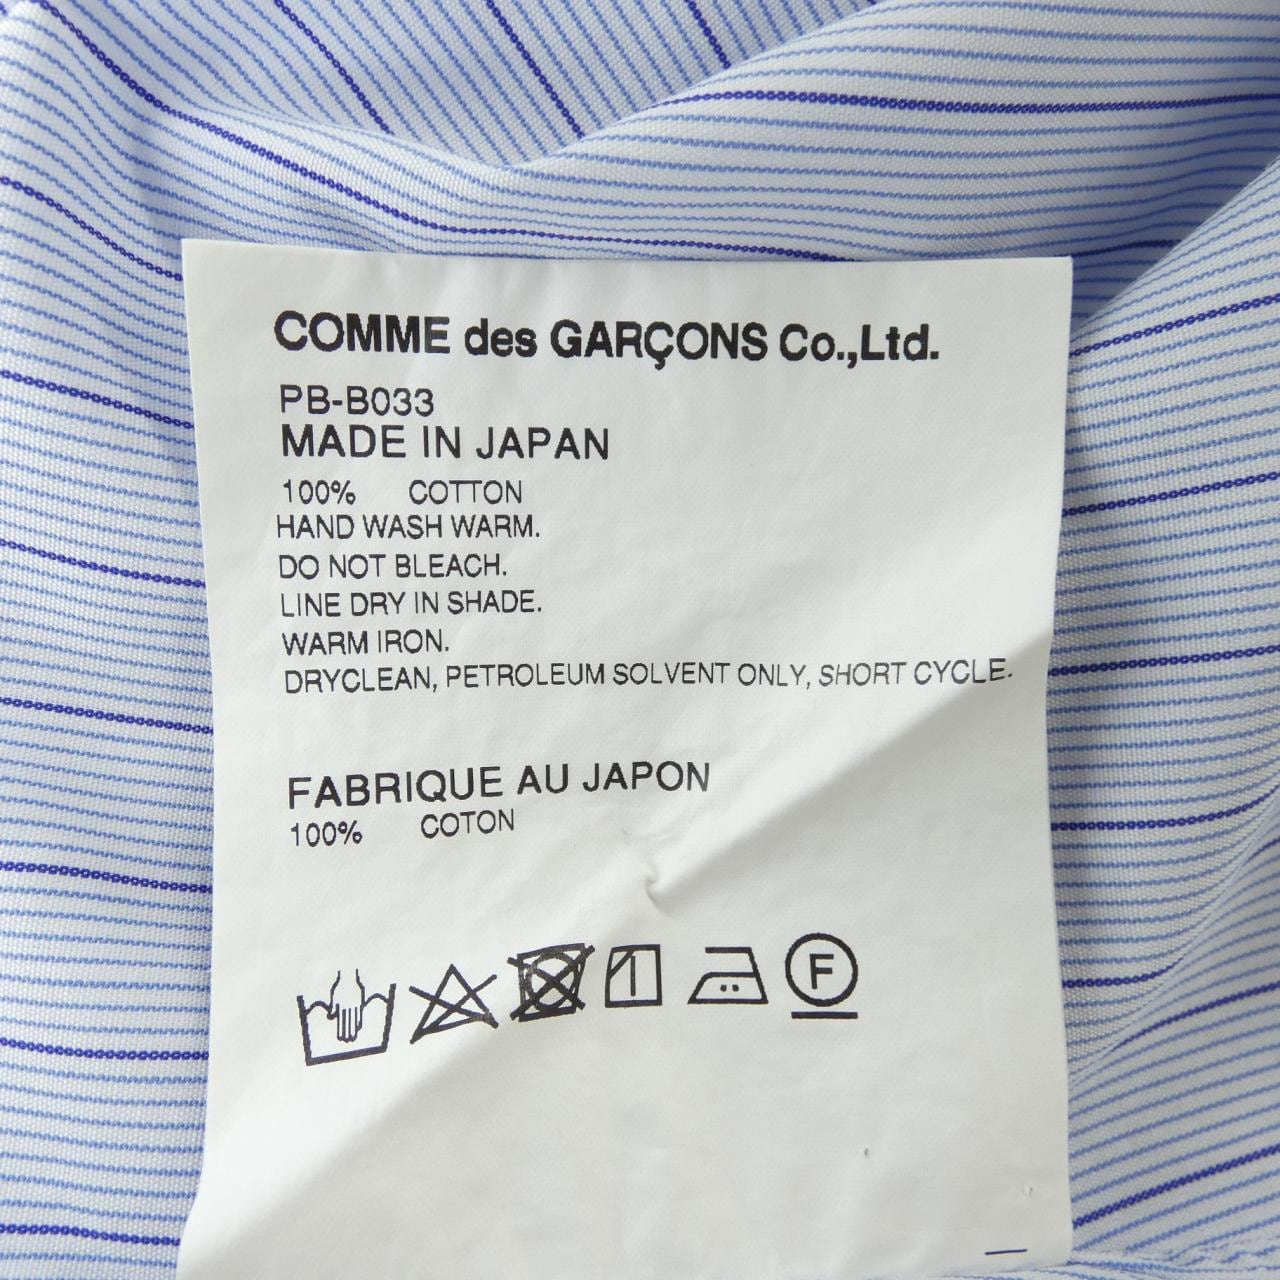 COMME des GARÇONS Co.,Ltd.
PB-B033
MADE IN JAPAN
100% COTTON
HAND WASH WARM.
DO NOT BLEACH.
LINE DRY IN SHADE.
WARM IRON.
DRYCLEAN, PETROLEUM SOLVENT ONLY, SHORT CYCLE.
FABRIQUE AU JAPON
100% COTON
F